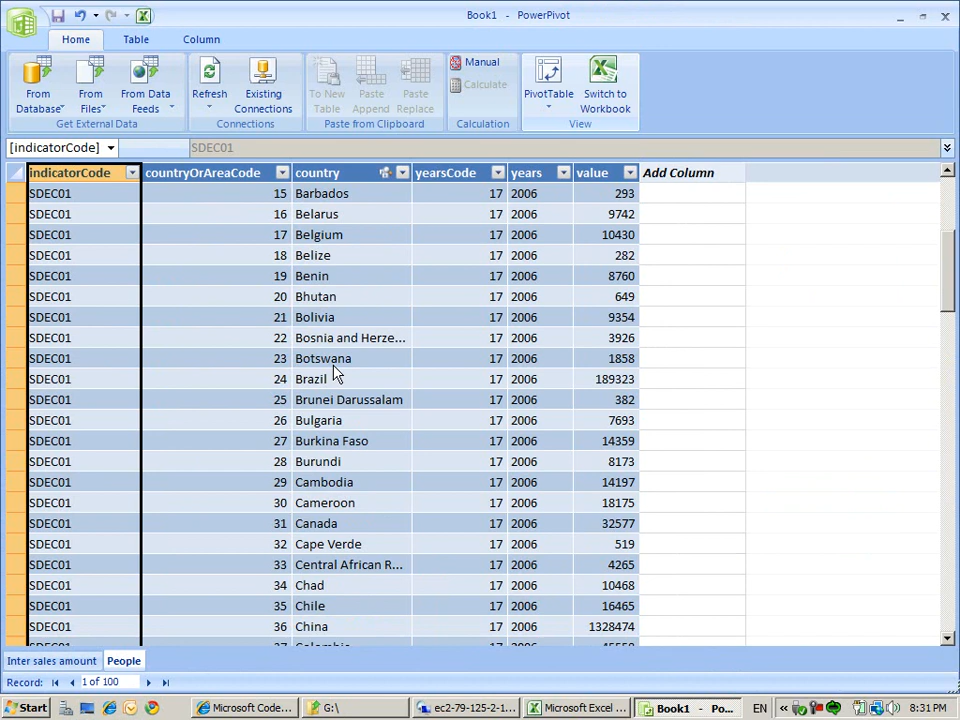 Book1 - PowerPivot
Home Table Column
From Database
From Files
From Data Feeds
Get External Data
Refresh
Existing Connections
Connections
To New Table
Paste Append
Paste Replace
Paste from Clipboard
Manual
Calculate
Calculation
PivotTable
Switch to Workbook
View
[indicatorCode] SDEC01
indicatorCode countryOrAreaCode country yearsCode years value Add Column
SDEC01 15 Barbados 17 2006 293
SDEC01 16 Belarus 17 2006 9742
SDEC01 17 Belgium 17 2006 10430
SDEC01 18 Belize 17 2006 282
SDEC01 19 Benin 17 2006 8760
SDEC01 20 Bhutan 17 2006 649
SDEC01 21 Bolivia 17 2006 9354
SDEC01 22 Bosnia and Herze... 17 2006 3926
SDEC01 23 Botswana 17 2006 1858
SDEC01 24 Brazil 17 2006 189323
SDEC01 25 Brunei Darussalam 17 2006 382
SDEC01 26 Bulgaria 17 2006 7693
SDEC01 27 Burkina Faso 17 2006 14359
SDEC01 28 Burundi 17 2006 8173
SDEC01 29 Cambodia 17 2006 14197
SDEC01 30 Cameroon 17 2006 18175
SDEC01 31 Canada 17 2006 32577
SDEC01 32 Cape Verde 17 2006 519
SDEC01 33 Central African R... 17 2006 4265
SDEC01 34 Chad 17 2006 10468
SDEC01 35 Chile 17 2006 16465
SDEC01 36 China 17 2006 1328474
Inter sales amount People
Record: 1 of 100
Start Microsoft Code... G:\ ec2-79-125-2-1... Microsoft Excel ... Book1 - Po... EN 8:31 PM